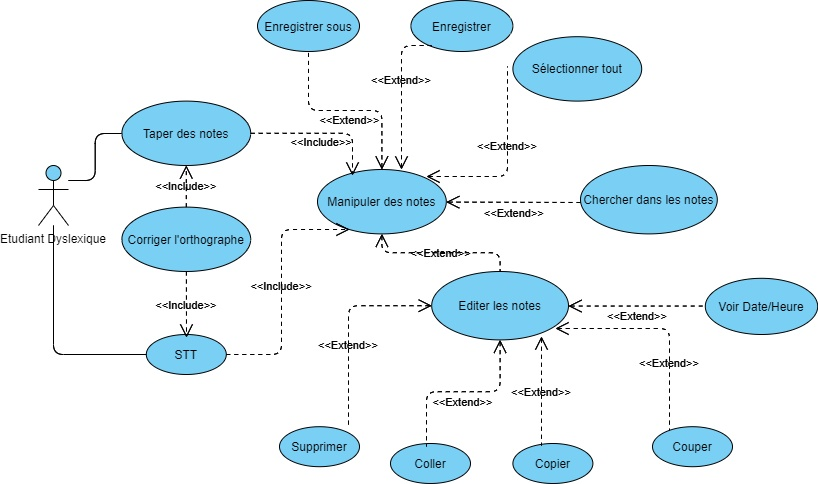 Enregistrer sous
Enregistrer
Sélectionner tout
<<Extend>>
<<Extend>>
<<Extend>>
Taper des notes
<<Include>>
<<Include>>
Etudiant Dyslexique
Corriger l'orthographe
Manipuler des notes
Chercher dans les notes
<<Extend>>
<<Extend>>
<<Include>>
<<Include>>
Editer les notes
Voir Date/Heure
<<Extend>>
STT
<<Extend>>
<<Extend>>
<<Extend>>
<<Extend>>
Supprimer
Coller
Copier
Couper